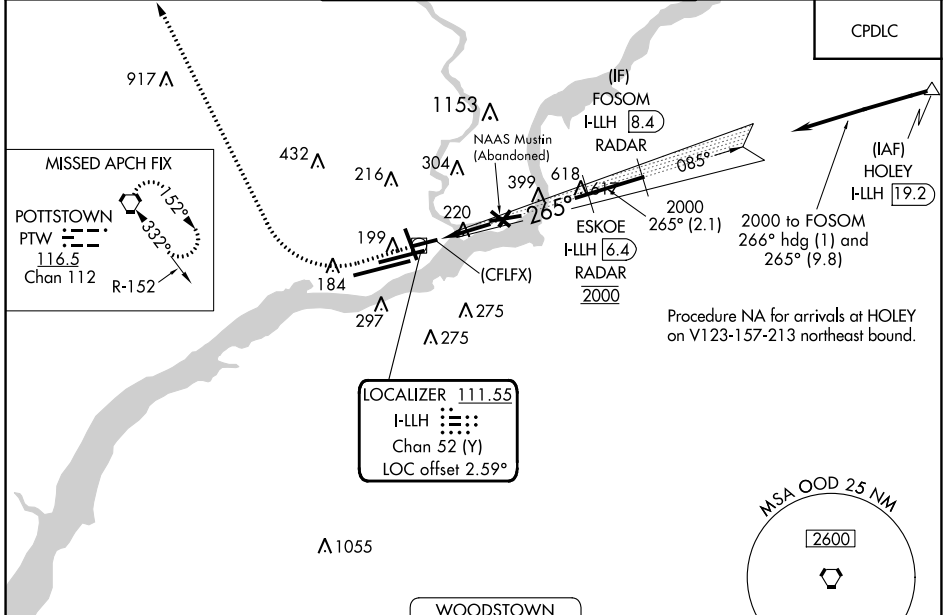 CPDLC
917
1153
(IF)
FOSOM
I-LLH 8.4
RADAR
NAAS Mustin
(Abandoned)
085°
(IAF)
HOLEY
I-LLH 19.2
MISSED APCH FIX
POTTSTOWN
PTW
116.5
Chan 112
152°
332°
R-152
432
216
304
399
618
265°
2000
265° (2.1)
2000 to FOSOM
266° hdg (1) and
265° (9.8)
220
199
184
(CFLFX)
ESKOE
I-LLH 6.4
RADAR
2000
297
275
275
Procedure NA for arrivals at HOLEY
on V123-157-213 northeast bound.
LOCALIZER 111.55
I-LLH
Chan 52 (Y)
LOC offset 2.59°
1055
MSA OOD 25 NM
2600
WOODSTOWN